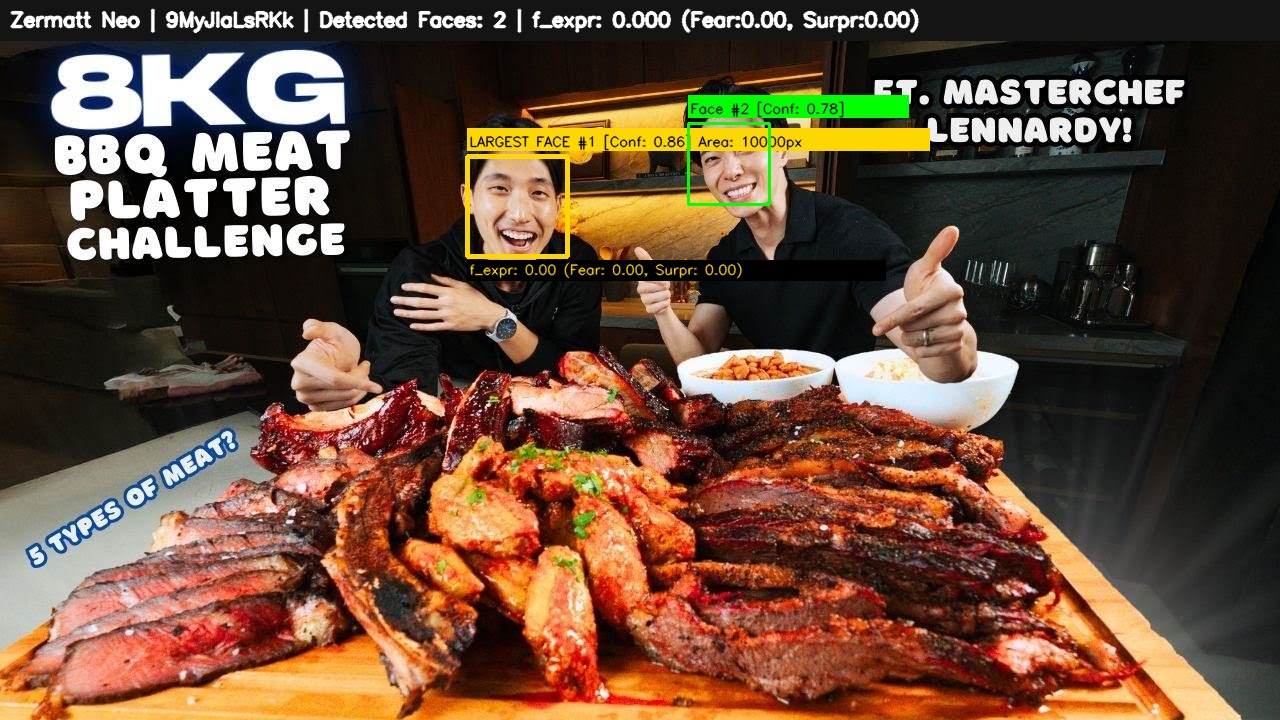 Zermatt Neo | 9MyJIaLsRKk | Detected Faces: 2 | f_expr: 0.000 (Fear:0.00, Surpr:0.00)
8KG
BBQ MEAT
PLATTER
CHALLENGE
FT. MASTERCHEF
LENNARDY!
Face #2 [Conf: 0.78]
LARGEST FACE #1 [Conf: 0.86] Area: 10000px
f_expr: 0.00 (Fear: 0.00, Surpr: 0.00)
5 TYPES OF MEAT?